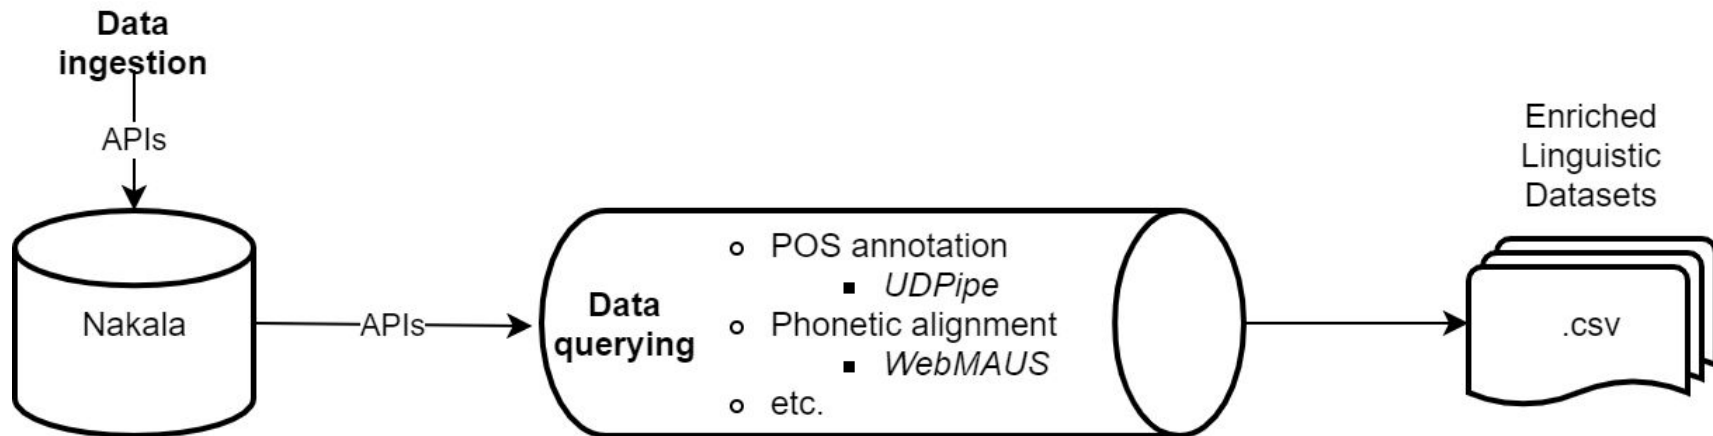 Data
ingestion
APIs
Nakala
APIs
Data
querying
POS annotation
UDPipe
Phonetic alignment
WebMAUS
etc.
Enriched
Linguistic
Datasets
.csv